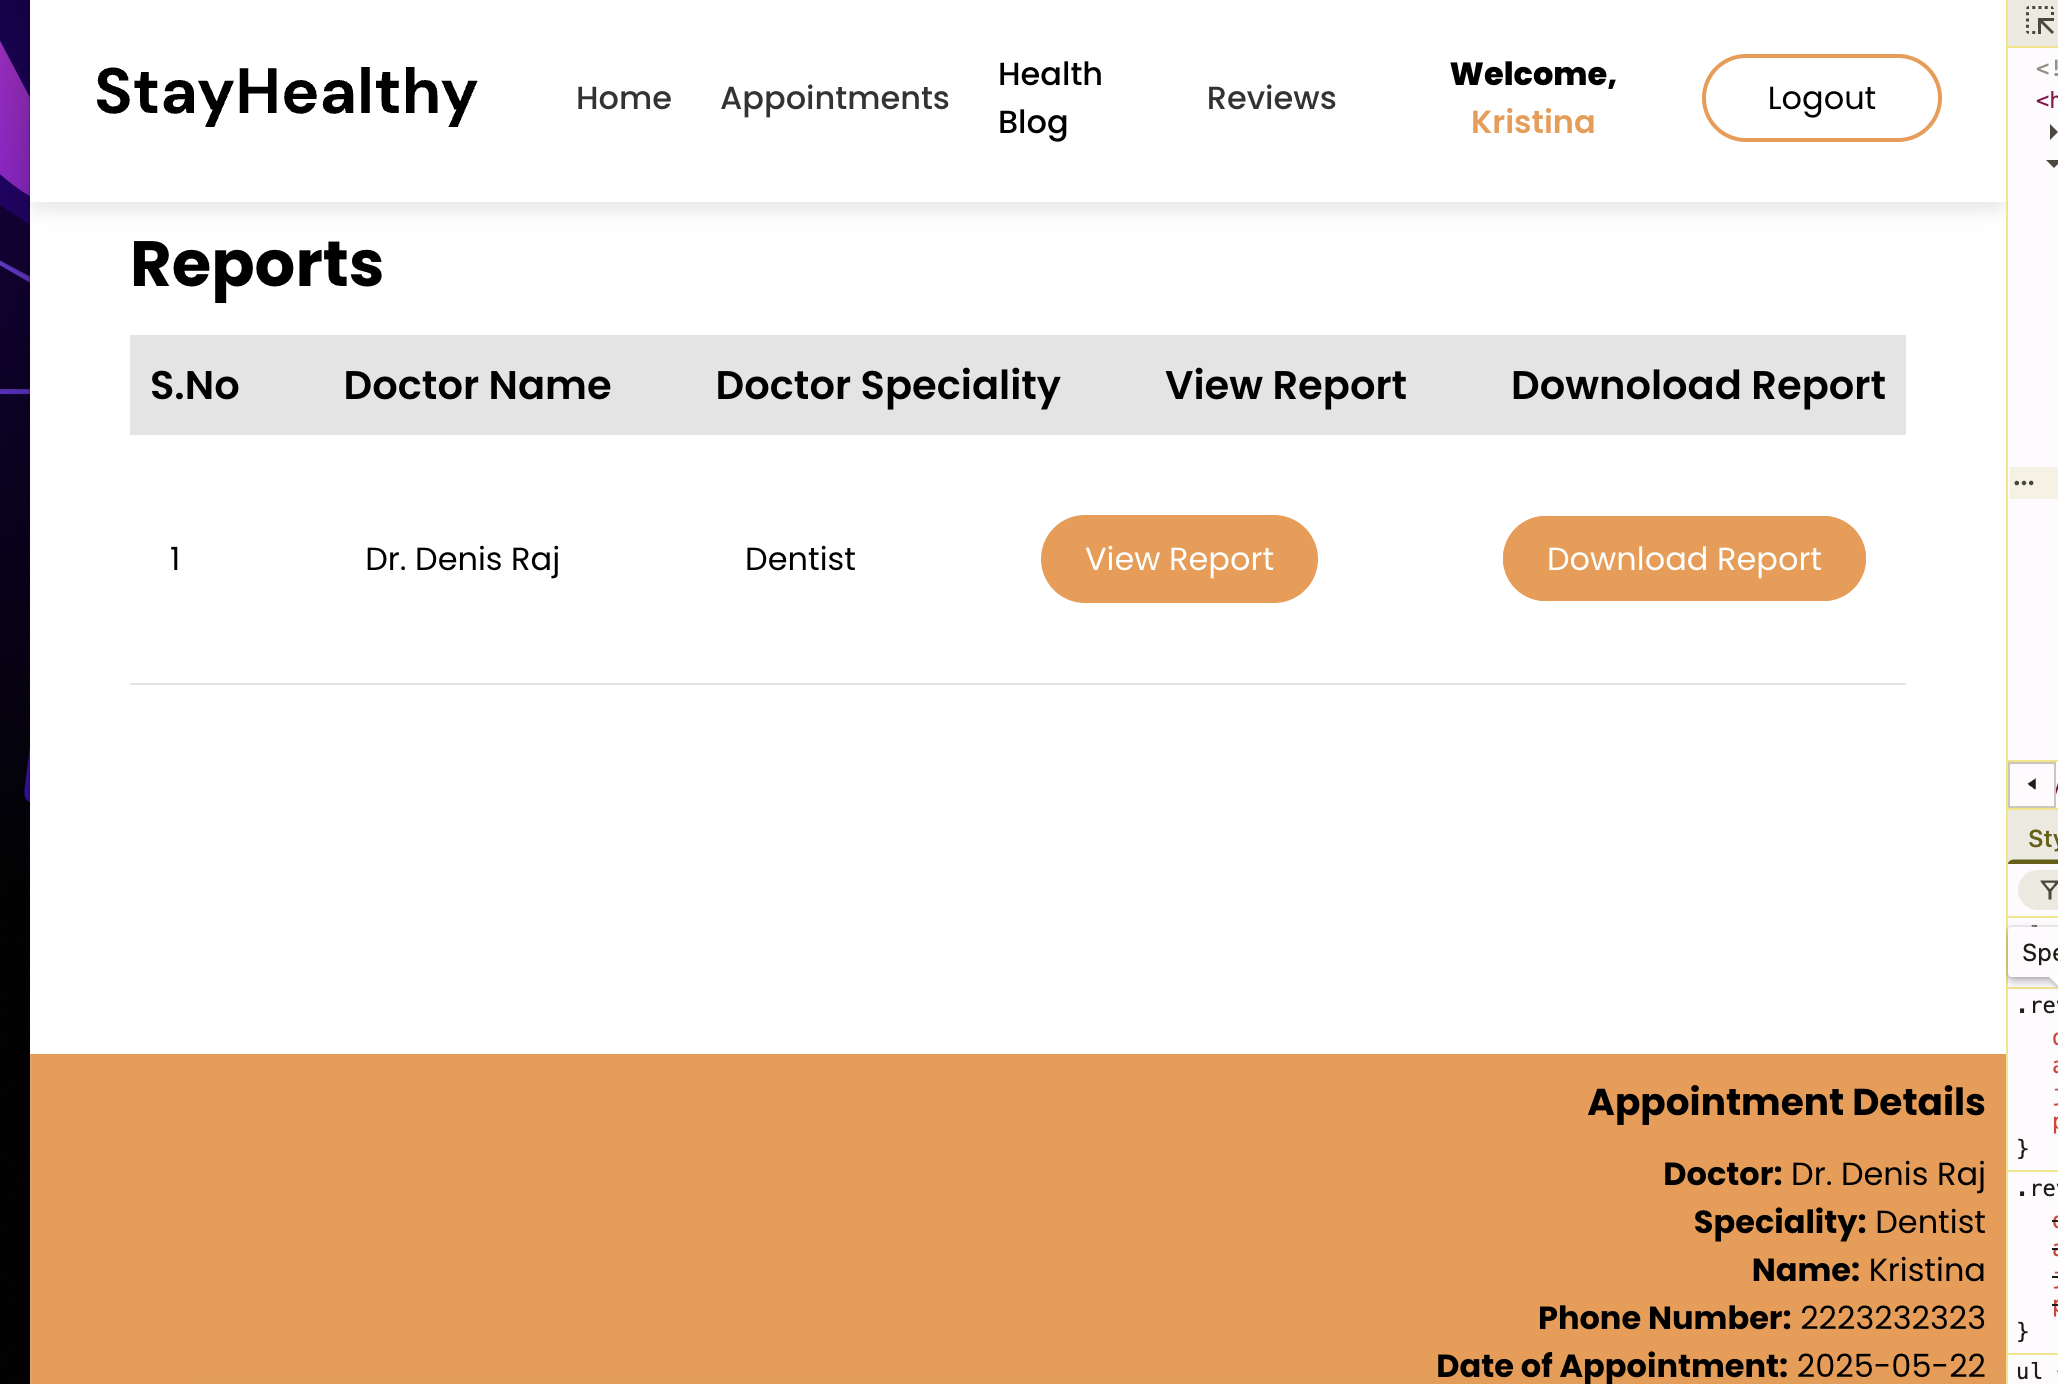 StayHealthy
Home
Appointments
Health
Blog
Reviews
Welcome,
Kristina
Logout
Reports
S.No Doctor Name Doctor Speciality View Report Downoload Report
1 Dr. Denis Raj Dentist View Report Download Report
Appointment Details
Doctor: Dr. Denis Raj
Speciality: Dentist
Name: Kristina
Phone Number: 2223232323
Date of Appointment: 2025-05-22
}
}
ul